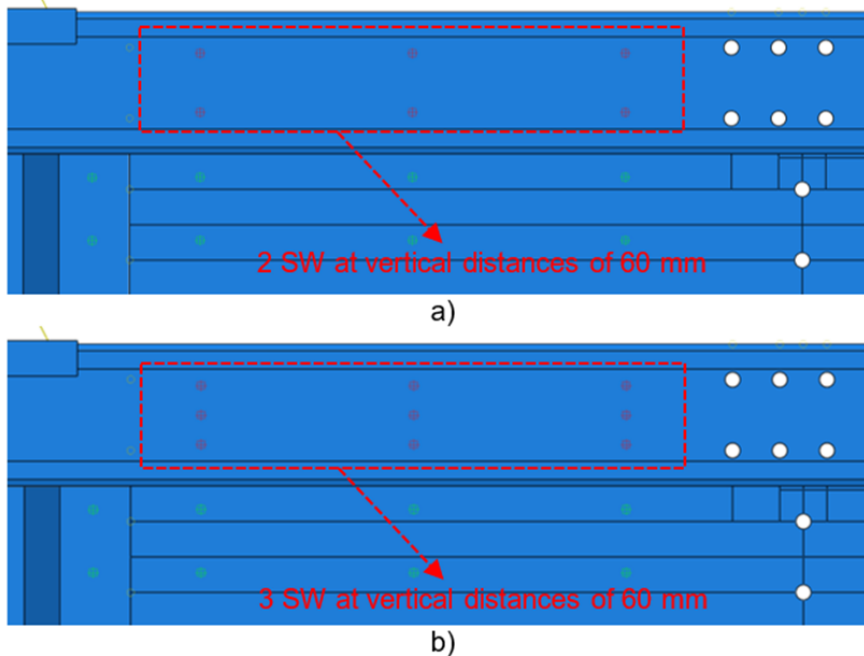 2 SW at vertical distances of 60 mm
a)
3 SW at vertical distances of 60 mm
b)